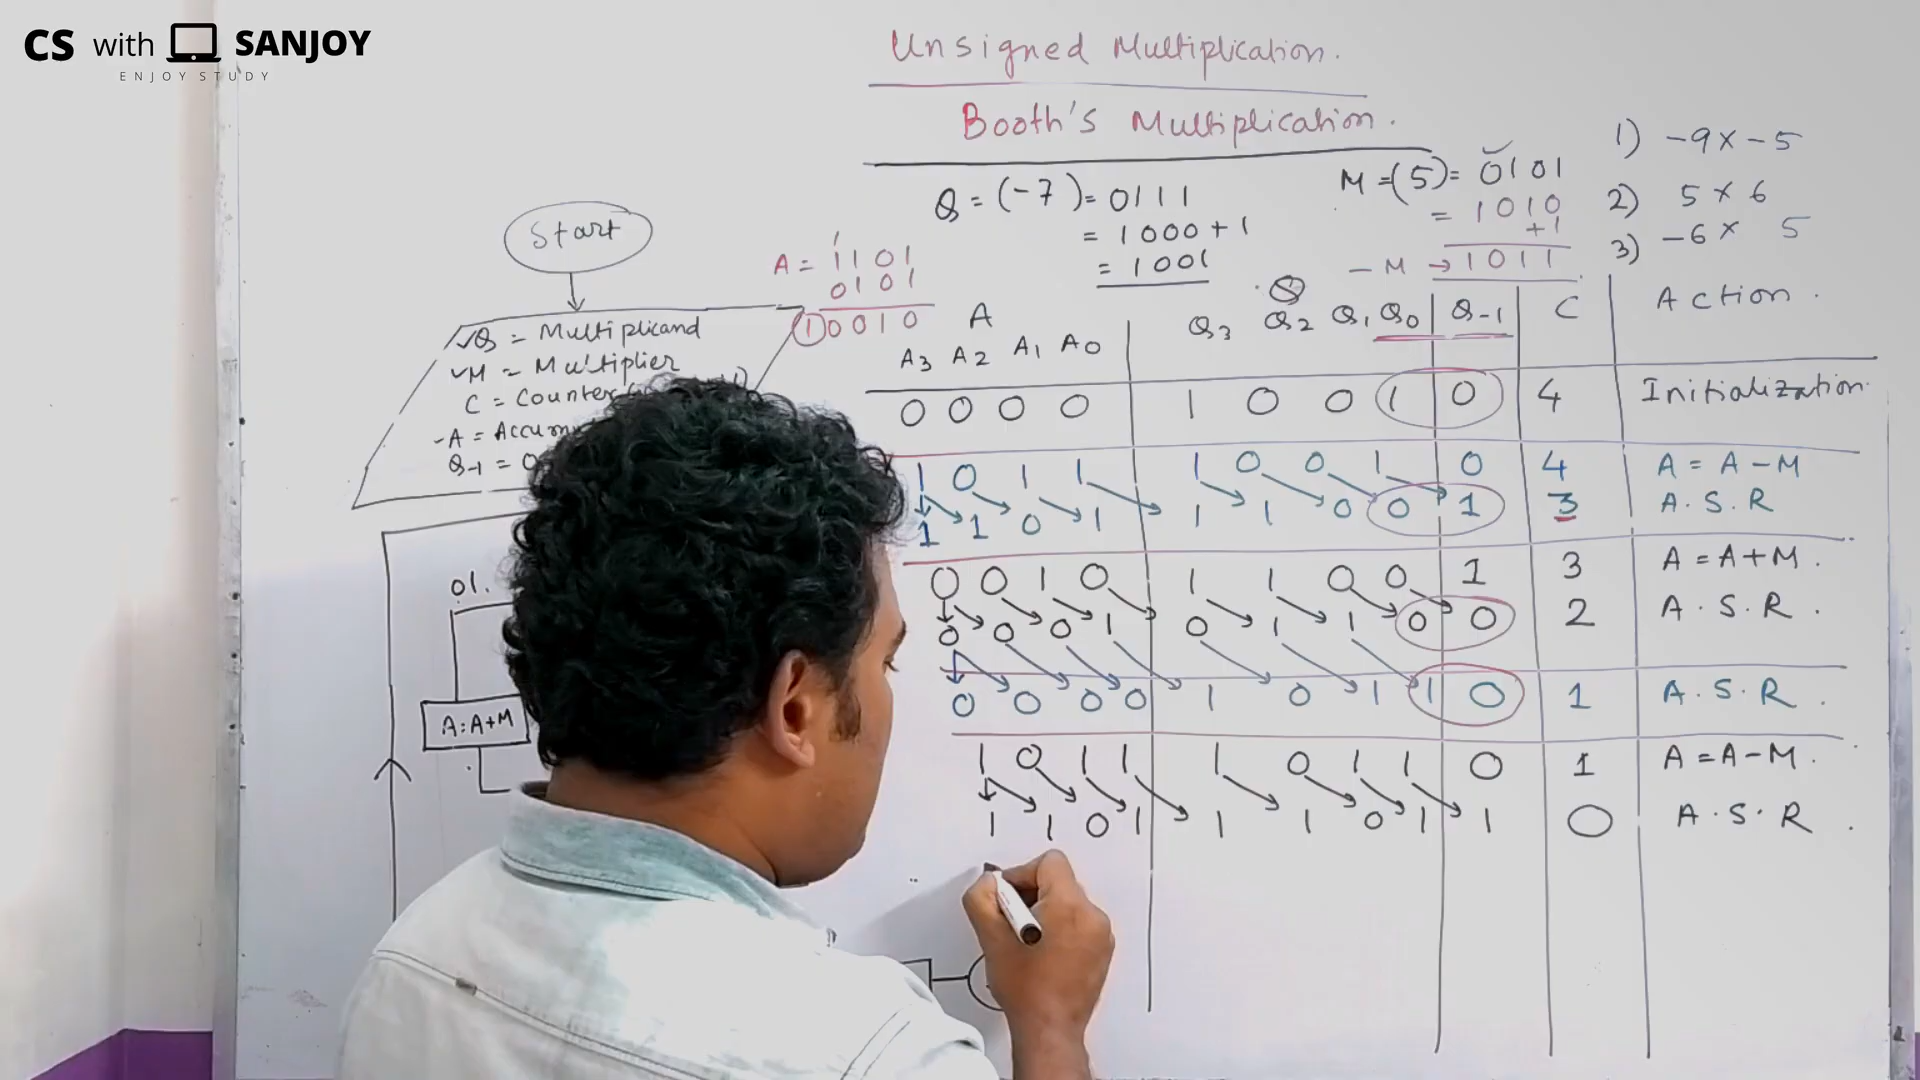 CS with SANJOY
ENJOY STUDY
Unsigned Multiplication.
Booth's Multiplication.
Q = (-7) = 0111
= 1000+1
= 1001
M = (5) = 0101
= 1010
+1
-M → 1011
1) -9 x -5
2) 5 x 6
3) -6 x 5
Start
A = 1101
1
0101
10010
Q = Multiplicand
M = Multiplier
C = Counter
A = Accum
Q-1 = 0
01.
A:A+M
A Q
A3 A2 A1 A0 Q3 Q2 Q1 Q0 Q-1 C Action.
0 0 0 0 1 0 0 1 0 4 Initialization.
1 0 1 1 1 0 0 1 0 4 A = A - M
1 1 0 1 1 1 0 0 1 3 A.S.R
0 0 1 0 1 1 0 0 1 3 A = A + M.
0 0 0 1 0 1 1 0 0 2 A.S.R.
0 0 0 0 1 0 1 1 0 1 A.S.R.
1 0 1 1 1 0 1 1 0 1 A = A - M.
1 1 0 1 1 1 0 1 1 0 A.S.R.